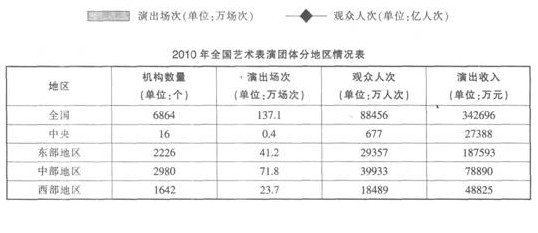 演出场次(单位:万场次) 观众人次(单位:亿人次)
2010年全国艺术表演团体分地区情况表
地区 机构数量(单位:个) 演出场次(单位:万场次) 观众人次(单位:万人次) 演出收入(单位:万元)
全国 6864 137.1 88456 342696
中央 16 0.4 677 27388
东部地区 2226 41.2 29357 187593
中部地区 2980 71.8 39933 78890
西部地区 1642 23.7 18489 48825